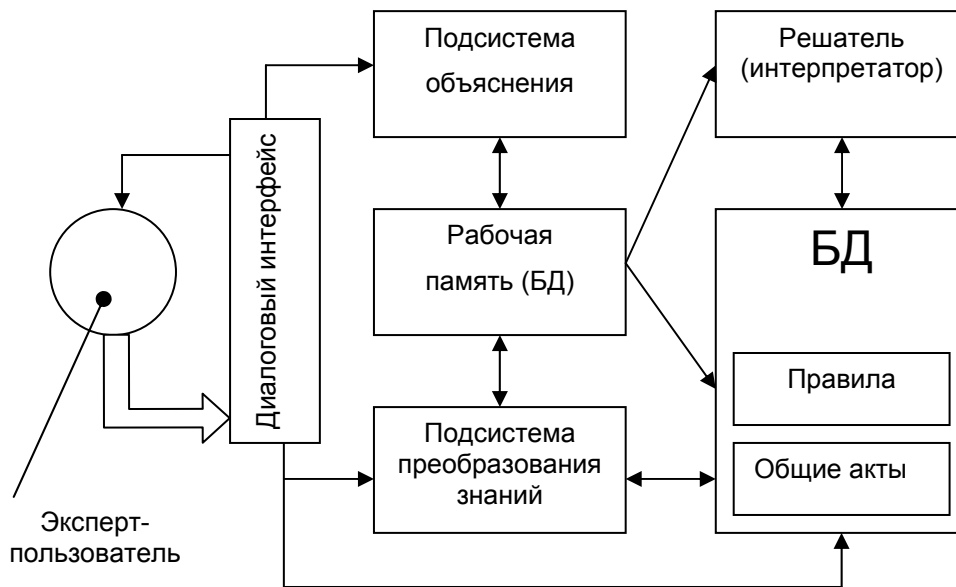 Подсистема
объяснения
Решатель
(интерпретатор)
Диалоговый интерфейс
Рабочая
память (БД)
БД
Правила
Общие акты
Подсистема
преобразования
знаний
Эксперт-
пользователь